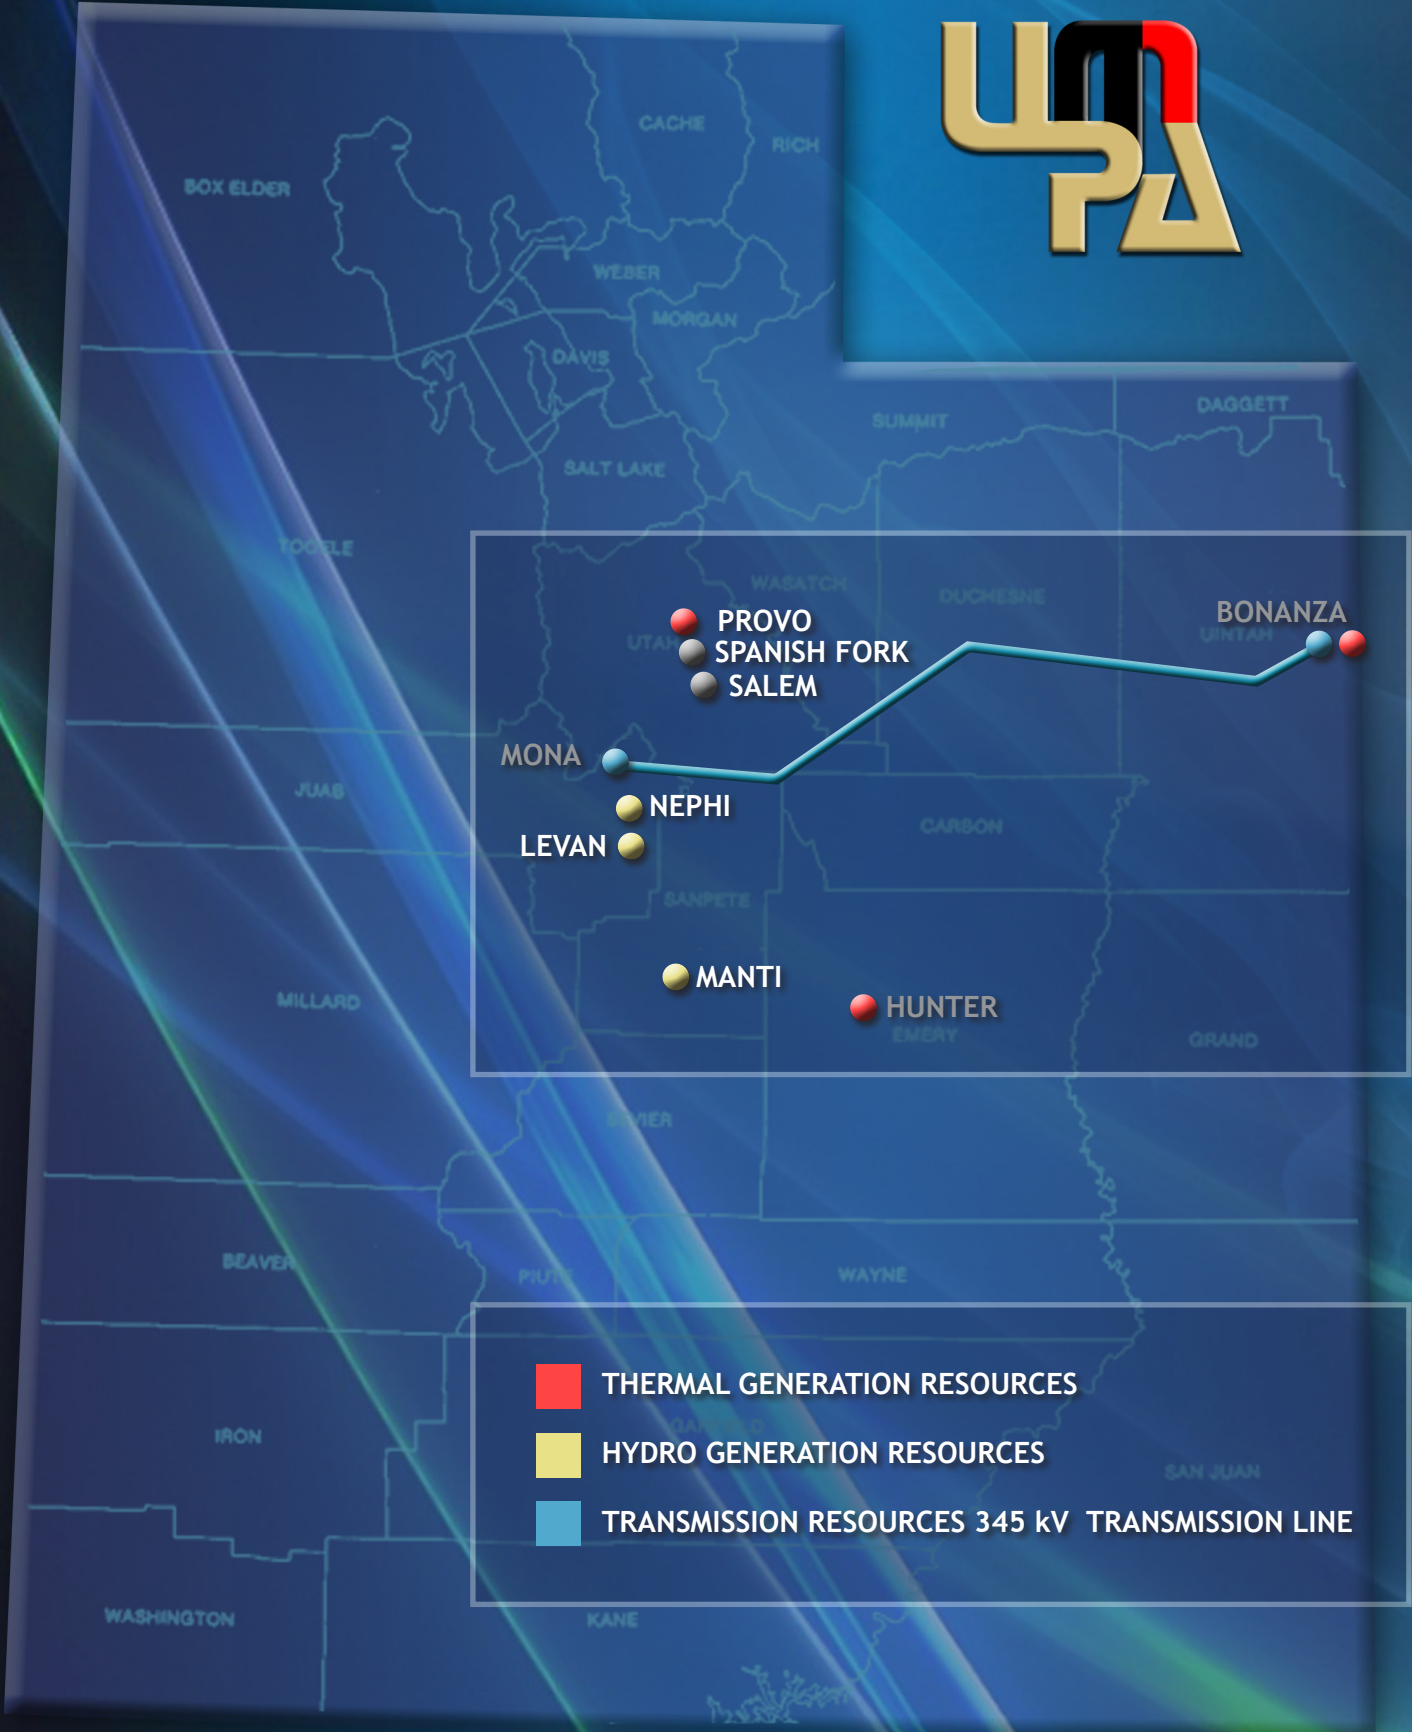 UMPA
CACHE
RICH
BOX ELDER
WEBER
MORGAN
DAVIS
DAGGETT
SUMMIT
SALT LAKE
TOOELE
WASATCH
DUCHESNE
BONANZA
PROVO
UINTAH
UTAH
SPANISH FORK
SALEM
MONA
JUAB
NEPHI
CARSON
LEVAN
SANPETE
MANTI
MILLARD
HUNTER
EMERY
GRAND
SEVIER
BEAVER
PIUTE
WAYNE
THERMAL GENERATION RESOURCES
GARFIELD
IRON
HYDRO GENERATION RESOURCES
SAN JUAN
TRANSMISSION RESOURCES 345 kV TRANSMISSION LINE
WASHINGTON
KANE